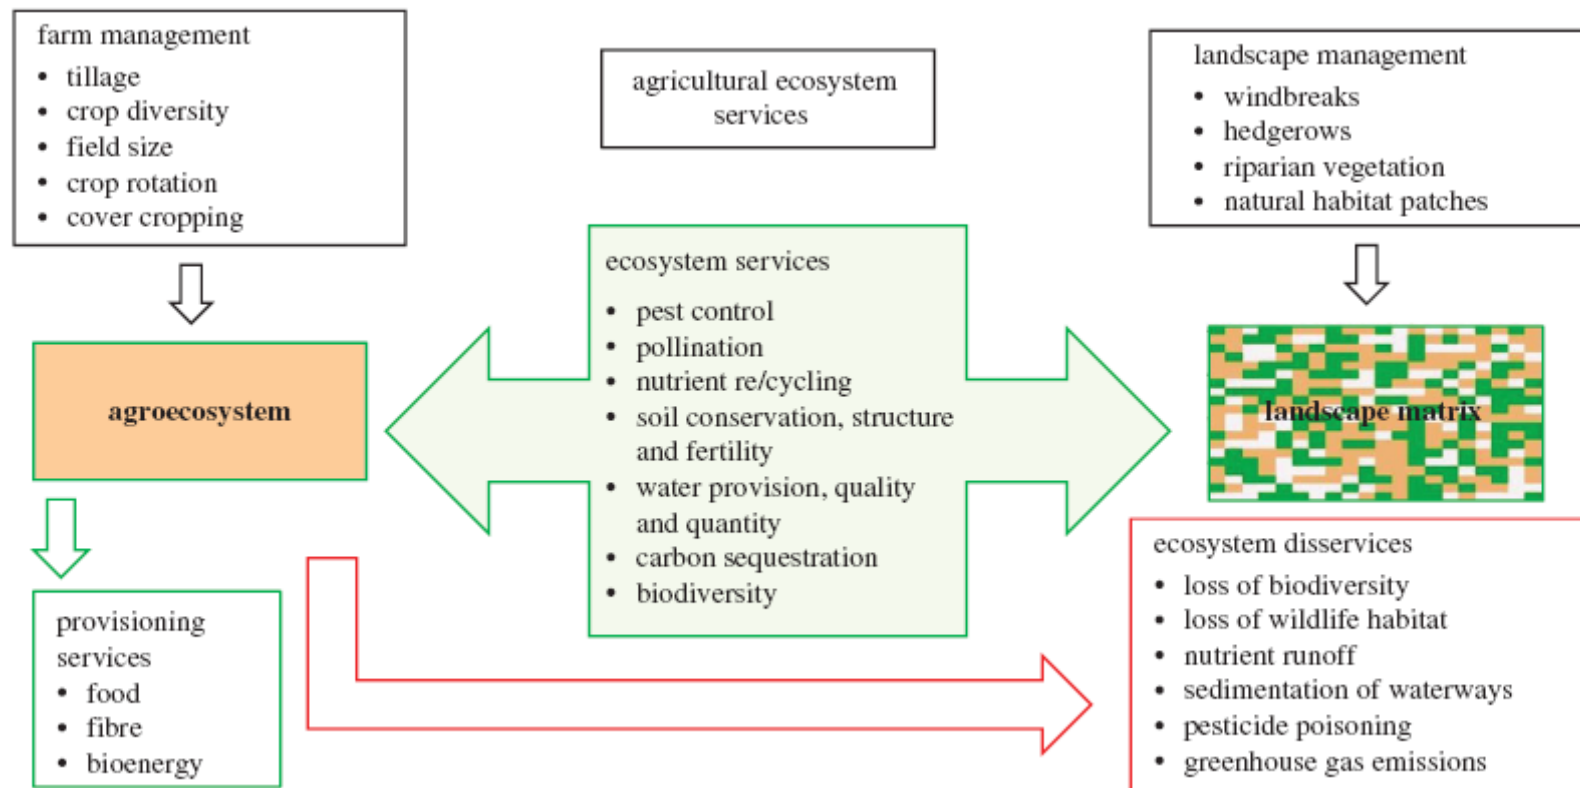 farm management
• tillage
• crop diversity
• field size
• crop rotation
• cover cropping
agricultural ecosystem
services
landscape management
• windbreaks
• hedgerows
• riparian vegetation
• natural habitat patches
ecosystem services
• pest control
• pollination
• nutrient re/cycling
• soil conservation, structure
and fertility
• water provision, quality
and quantity
• carbon sequestration
• biodiversity
agroecosystem
landscape matrix
provisioning
services
• food
• fibre
• bioenergy
ecosystem disservices
• loss of biodiversity
• loss of wildlife habitat
• nutrient runoff
• sedimentation of waterways
• pesticide poisoning
• greenhouse gas emissions